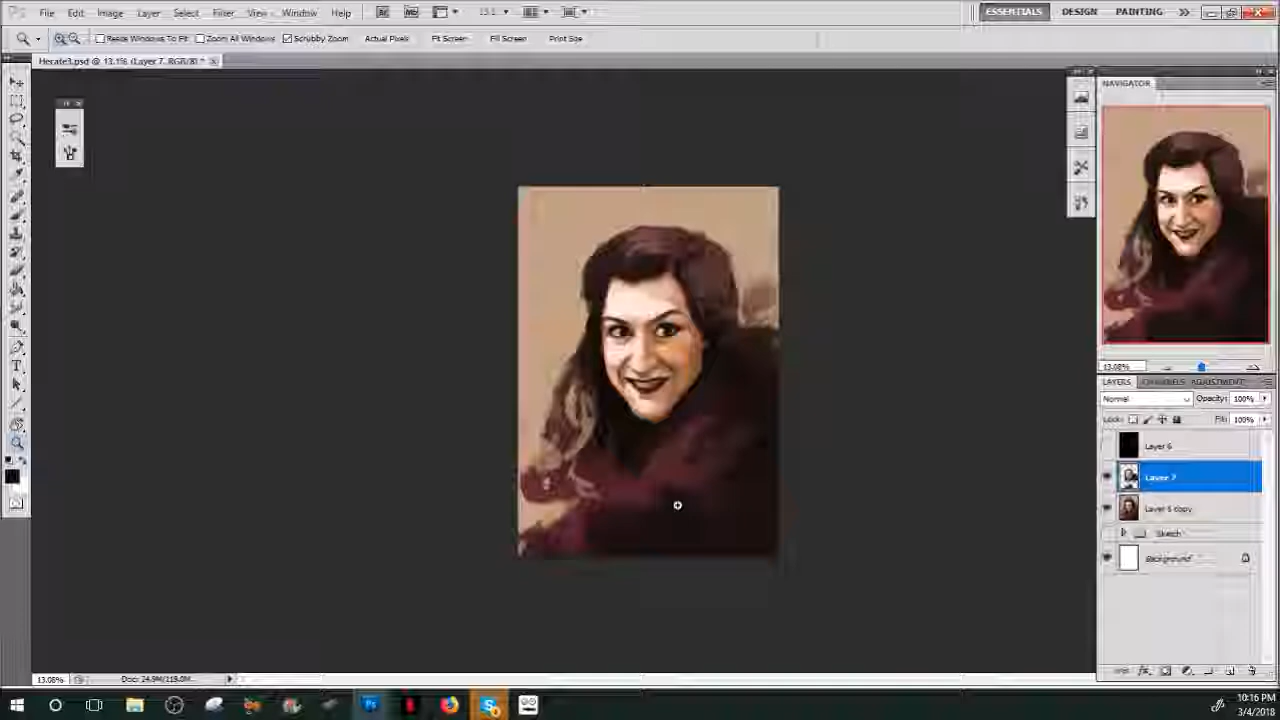 File Edit Image Layer Select Filter View Window Help
ESSENTIALS DESIGN PAINTING
Resize Windows To Fit Zoom All Windows Scrubby Zoom Actual Pixels Fit Screen Fill Screen Print Size
Hecate3.psd @ 13.1% (Layer 7, RGB/8) *
NAVIGATOR
13.08%
LAYERS CHANNELS ADJUSTMENT
Normal Opacity: 100%
Lock: Fill: 100%
Layer 6
Layer 7
Layer 6 copy
Sketch
Background
13.08% Doc: 24.9M/119.0M
10:16 PM
3/4/2018